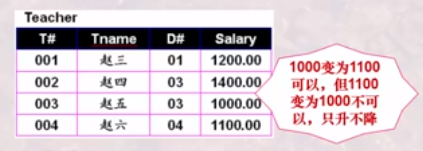 Teacher
T# Tname D# Salary
001 赵三 01 1200.00
002 赵四 03 1400.00
003 赵五 03 1000.00
004 赵六 04 1100.00
1000变为1100
可以，但1100
变为1000不可
以，只升不降